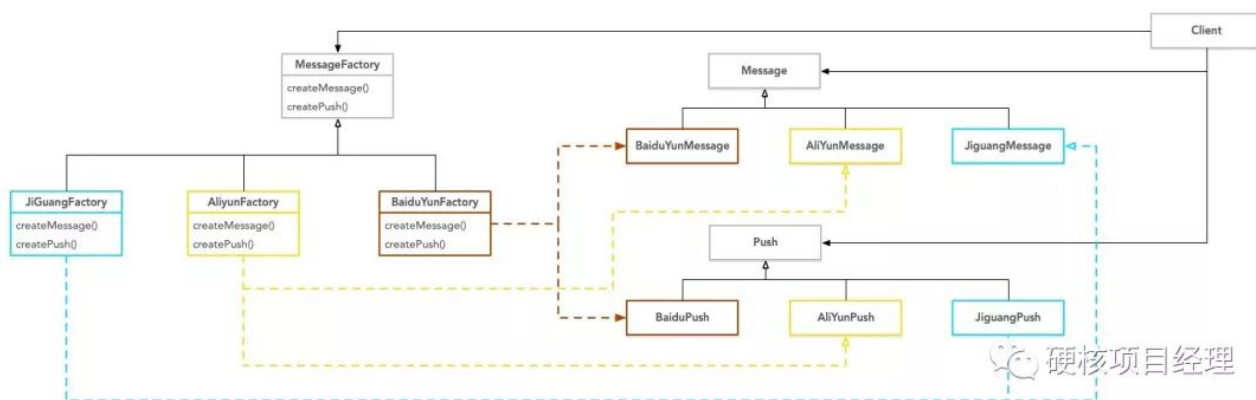 Client
MessageFactory
createMessage()
createPush()
Message
BaiduYunMessage
AliYunMessage
JiguangMessage
JiGuangFactory
createMessage()
createPush()
AliyunFactory
createMessage()
createPush()
BaiduYunFactory
createMessage()
createPush()
Push
BaiduPush
AliYunPush
JiguangPush
硬核项目经理